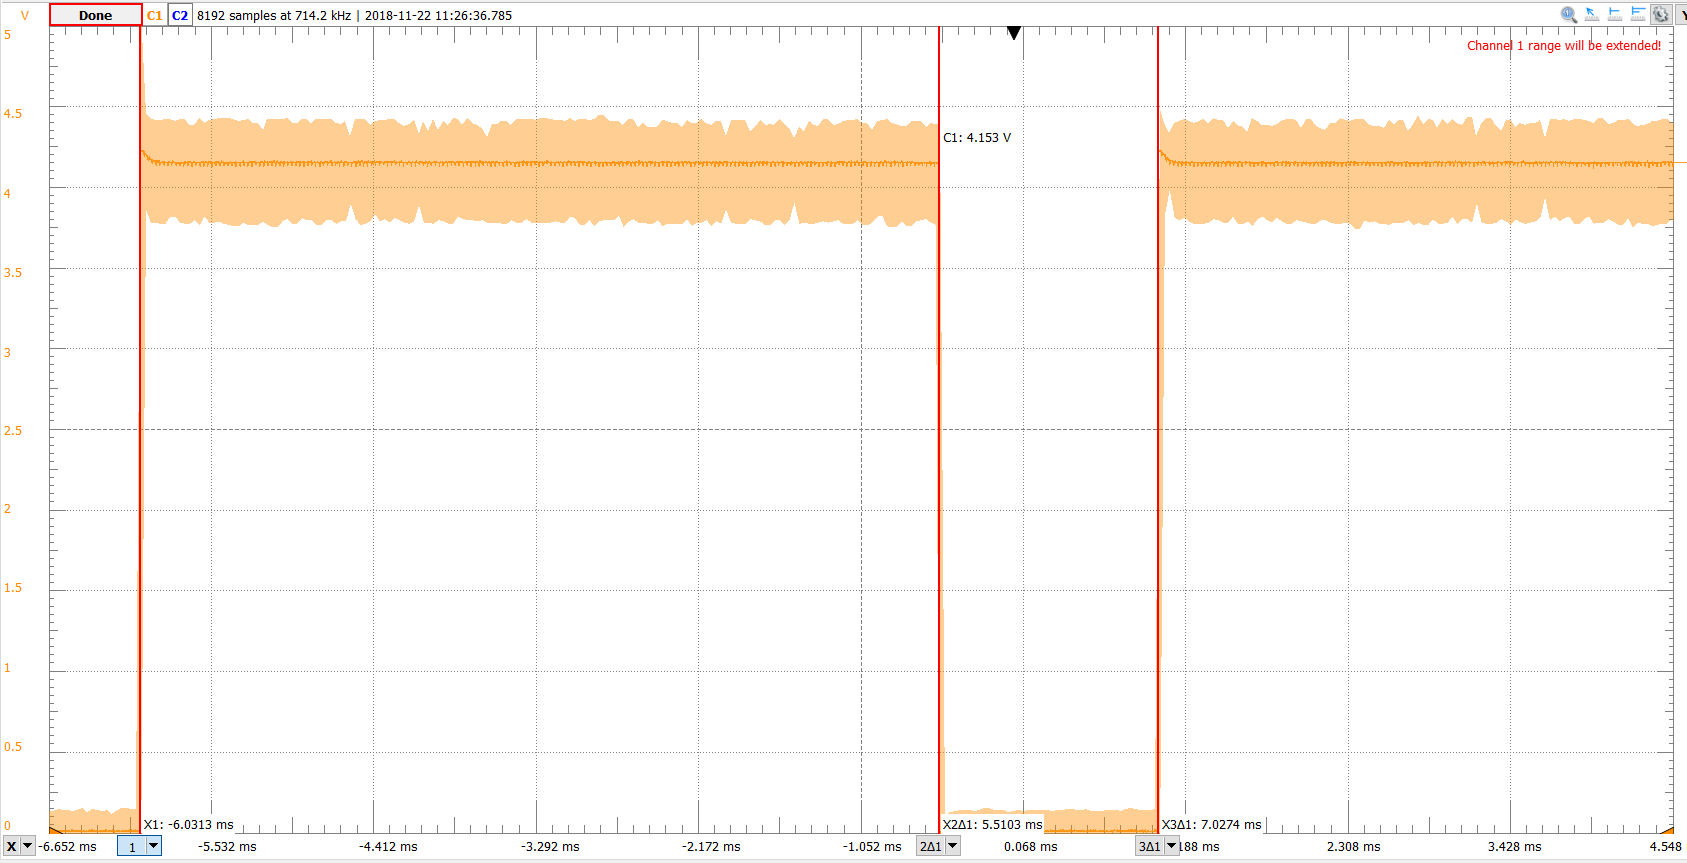 V Done C1 C2 8192 samples at 714.2 kHz | 2018-11-22 11:26:36.785
Channel 1 range will be extended!
5
4.5
C1: 4.153 V
4
3.5
3
2.5
2
1.5
1
0.5
0
X1: -6.0313 ms X2Δ1: 5.5103 ms X3Δ1: 7.0274 ms
X -6.652 ms 1 -5.532 ms -4.412 ms -3.292 ms -2.172 ms -1.052 ms 2Δ1 0.068 ms 3Δ1 188 ms 2.308 ms 3.428 ms 4.548